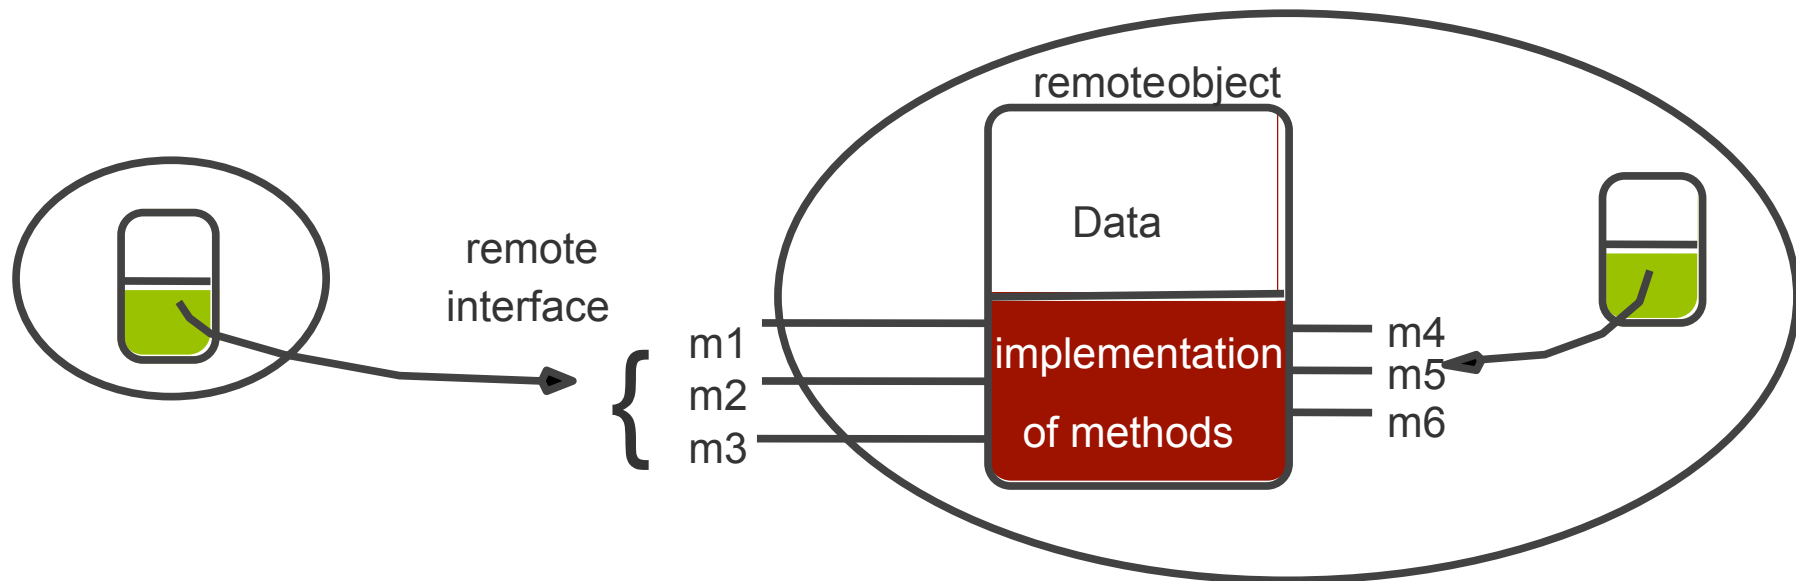 remoteobject
Data
remote
interface
{
m1
m2
m3
implementation
of methods
m4
m5
m6